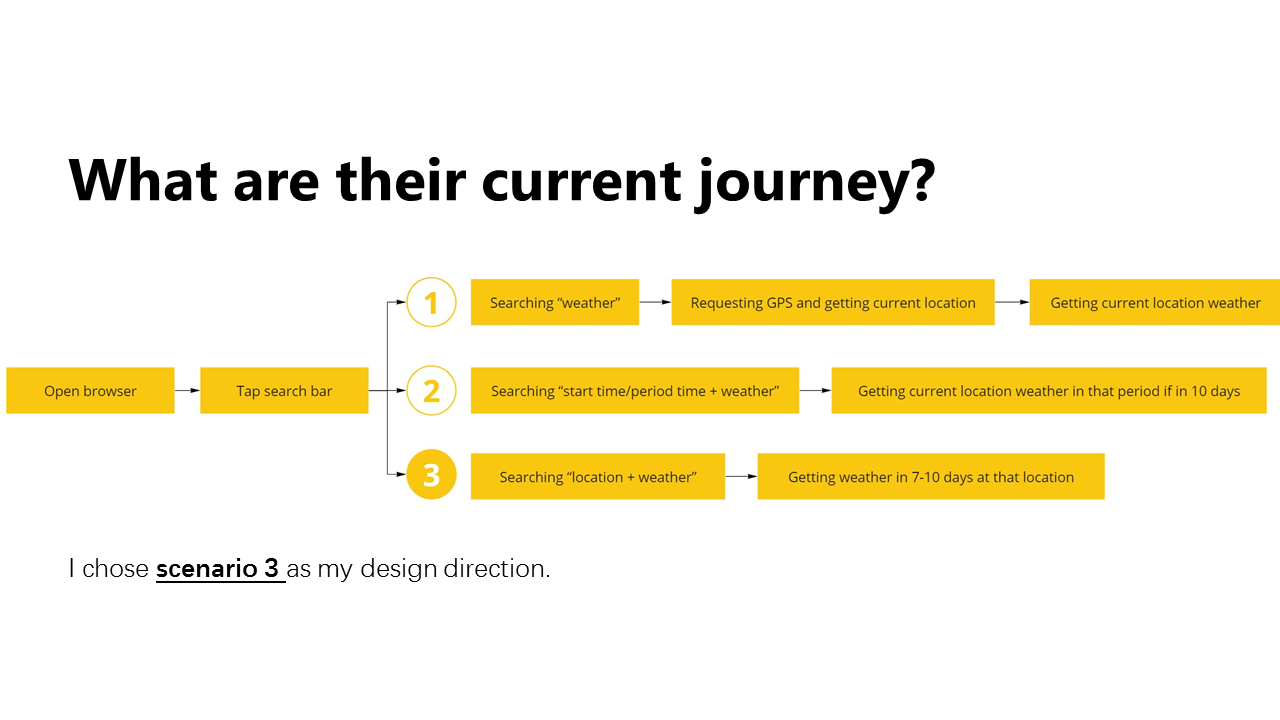 What are their current journey?
Open browser
Tap search bar
1
Searching “weather”
Requesting GPS and getting current location
Getting current location weather
2
Searching “start time/period time + weather”
Getting current location weather in that period if in 10 days
3
Searching “location + weather”
Getting weather in 7-10 days at that location
I chose scenario 3 as my design direction.